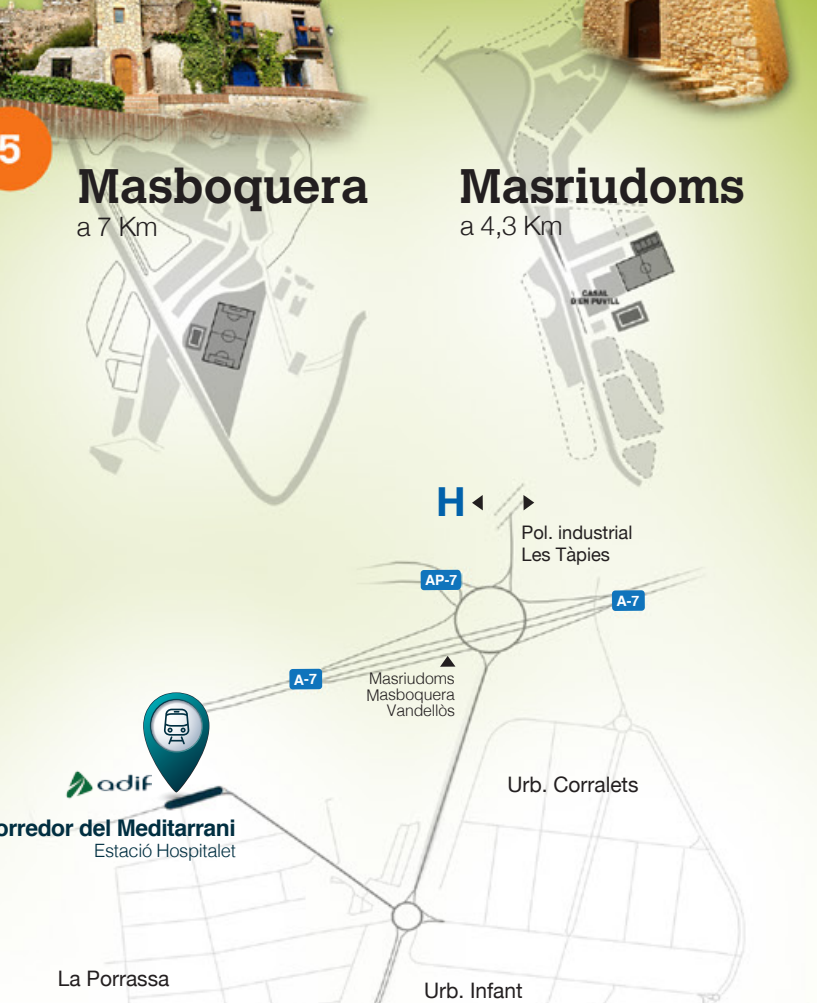 5
Masboquera
a 7 Km
Masriudoms
a 4,3 Km
CASAL
D'EN PUVILL
H
Pol. industrial
Les Tàpies
AP-7
A-7
A-7
Masriudoms
Masboquera
Vandellòs
adif
orredor del Meditarrani
Estació Hospitalet
Urb. Corralets
La Porrassa
Urb. Infant